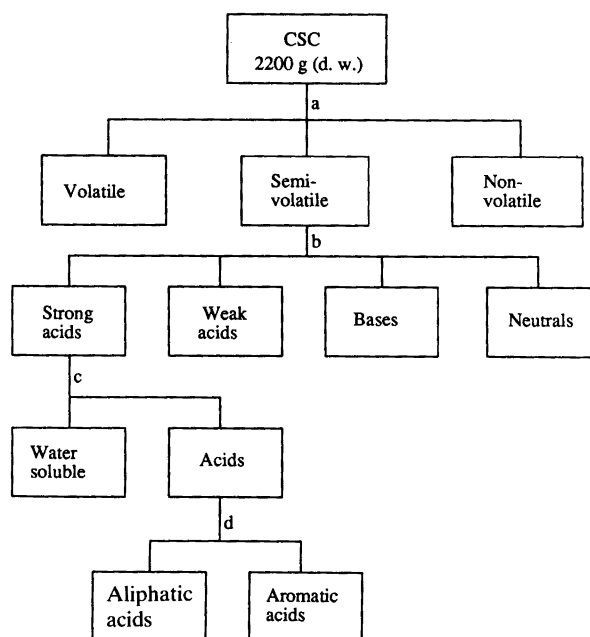 CSC
2200 g (d. w.)
a
Volatile
Semi-
volatile
Non-
volatile
b
Strong
acids
Weak
acids
Bases
Neutrals
c
Water
soluble
Acids
d
Aliphatic
acids
Aromatic
acids